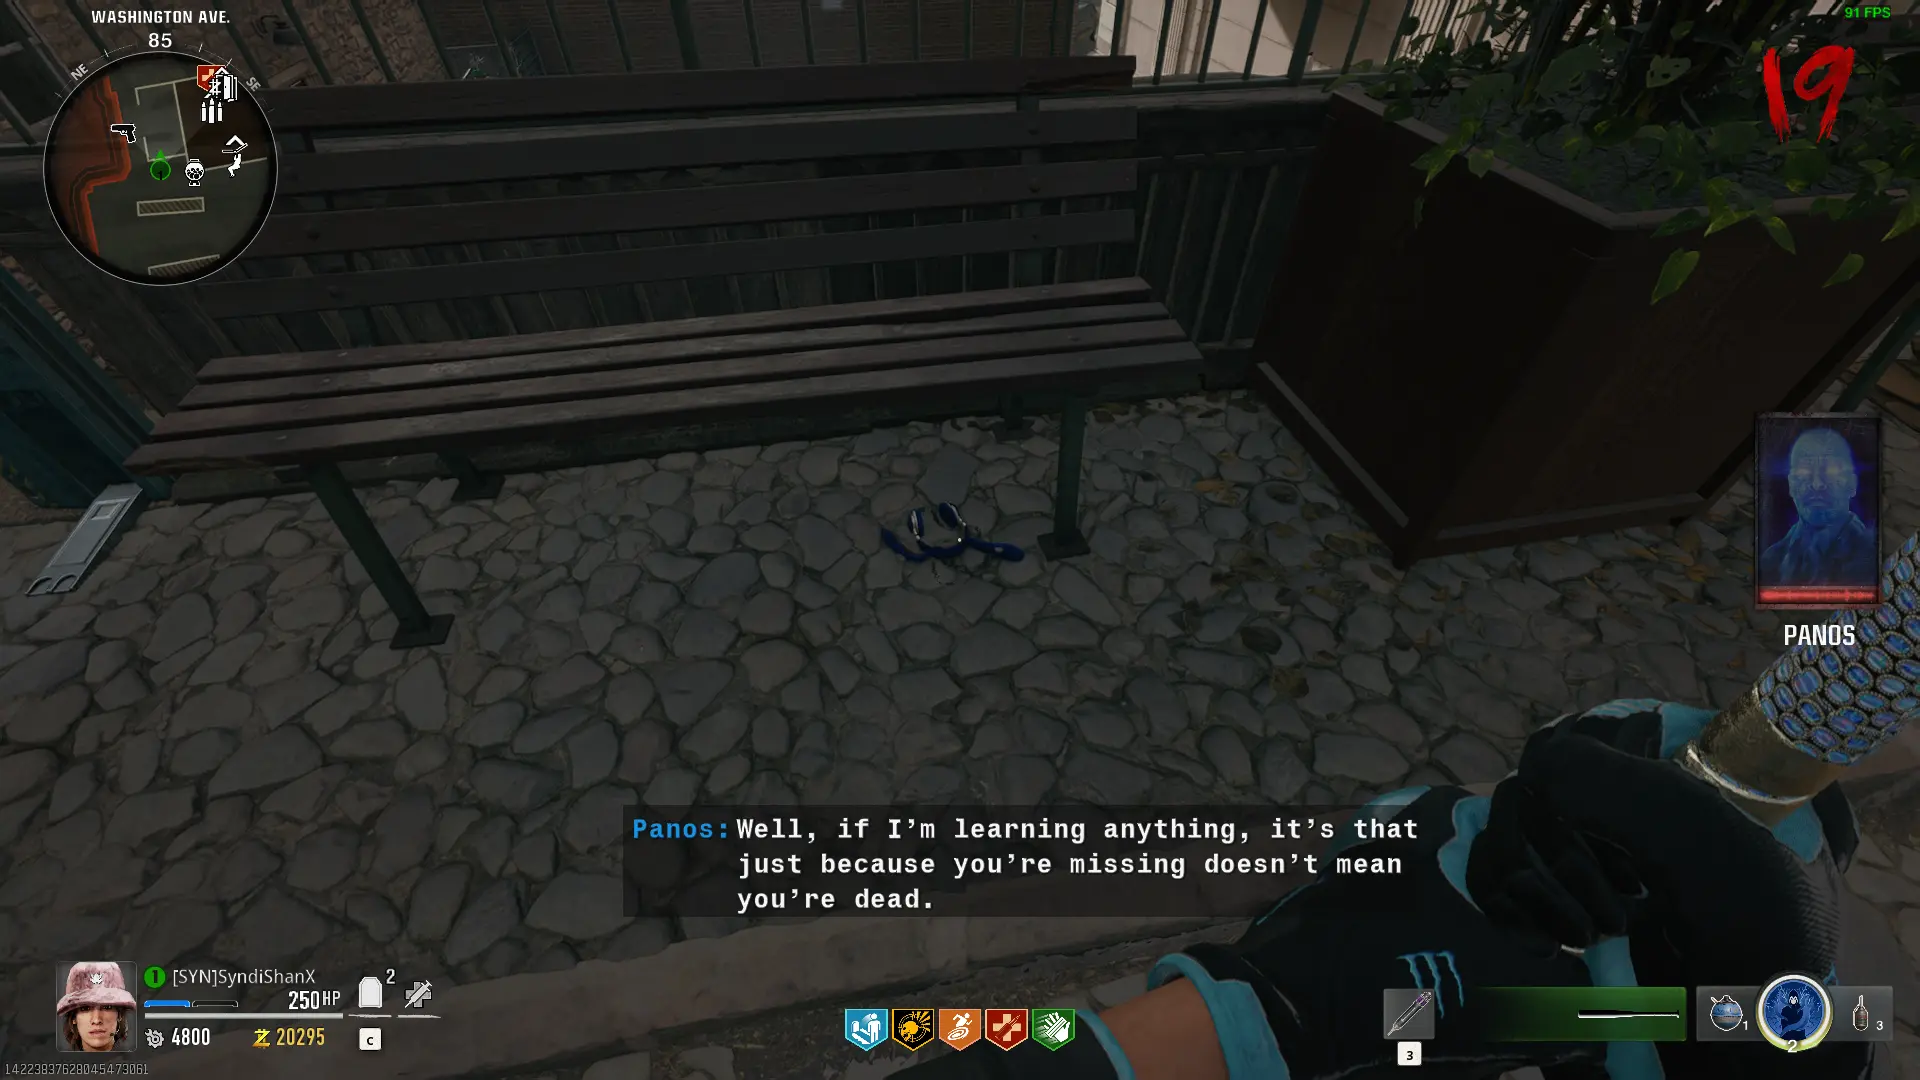 WASHINGTON AVE.
85
NE
SE
91 FPS
19
1
PANOS
Panos: Well, if I'm learning anything, it's that
just because you're missing doesn't mean
you're dead.
1 [SYN]SyndiShanX
250 HP
2
4800
20295
C
3
1
2
3
14223837628045473061